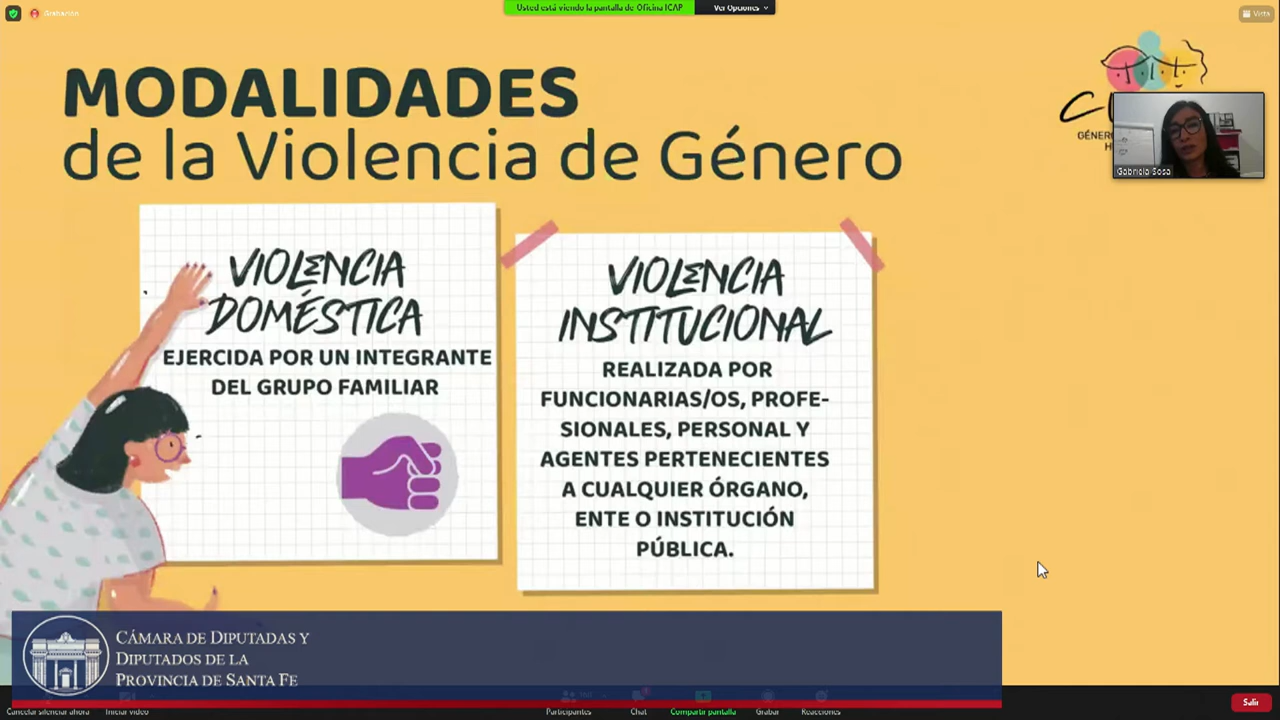 Grabación
Usted está viendo la pantalla de Oficina ICAP
Ver Opciones
Vista
MODALIDADES
de la Violencia de Género
GÉNERO
Gabriela Sosa
VIOLENCIA
DOMÉSTICA
EJERCIDA POR UN INTEGRANTE
DEL GRUPO FAMILIAR
VIOLENCIA
INSTITUCIONAL
REALIZADA POR
FUNCIONARIAS/OS, PROFE-
SIONALES, PERSONAL Y
AGENTES PERTENECIENTES
A CUALQUIER ÓRGANO,
ENTE O INSTITUCIÓN
PÚBLICA.
CÁMARA DE DIPUTADAS Y
DIPUTADOS DE LA
PROVINCIA DE SANTA FE
Cancelar silenciar ahora
Iniciar video
Participantes
Chat
Compartir pantalla
Grabar
Reacciones
Salir